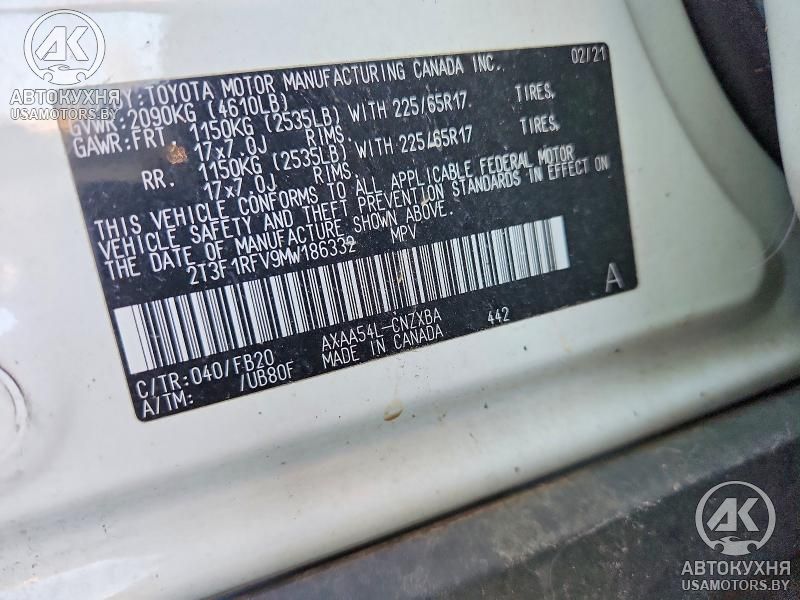 АВТОКУХНЯ
USAMOTORS.BY
Y: TOYOTA MOTOR MANUFACTURING CANADA INC. 02/21
GVWR: 2090KG (4610LB)
GAWR: FRT. 1150KG (2535LB) WITH 225/65R17 TIRES,
17x7.0J RIMS,
RR. 1150KG (2535LB) WITH 225/65R17 TIRES,
17x7.0J RIMS,
THIS VEHICLE CONFORMS TO ALL APPLICABLE FEDERAL MOTOR
VEHICLE SAFETY AND THEFT PREVENTION STANDARDS IN EFFECT ON
THE DATE OF MANUFACTURE SHOWN ABOVE.
2T3F1RFV9MW186332 MPV
A
C/TR: 040/FB20 AXAA54L-CNZXBA 442
A/TM: /UB80F MADE IN CANADA
AK
АВТОКУХНЯ
USAMOTORS.BY